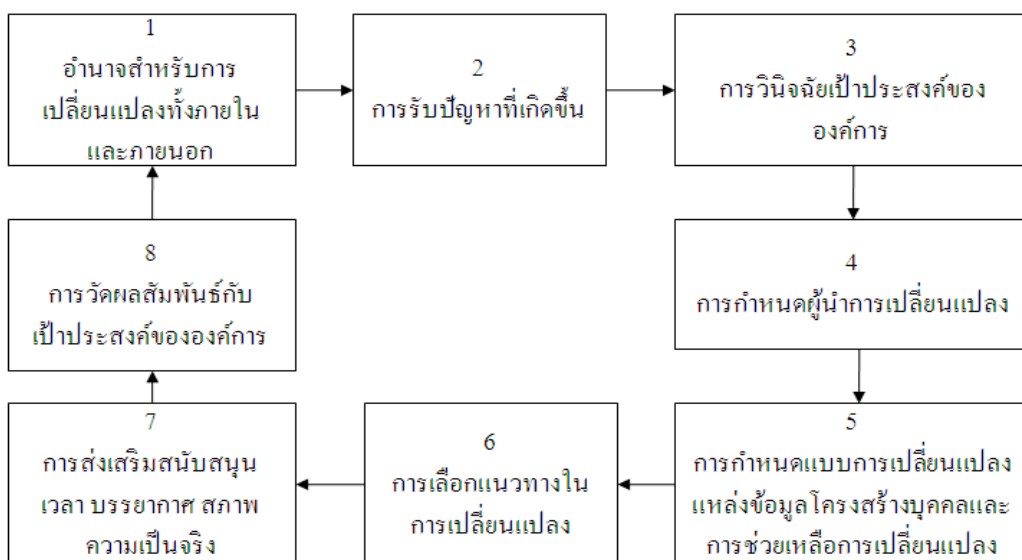 1
อำนาจสำหรับการ
เปลี่ยนแปลงทั้งภายใน
และภายนอก
2
การรับปัญหาที่เกิดขึ้น
3
การวินิจฉัยเป้าประสงค์ของ
องค์การ
4
การกำหนดผู้นำการเปลี่ยนแปลง
5
การกำหนดแบบการเปลี่ยนแปลง
แหล่งข้อมูลโครงสร้างบุคคลและ
การช่วยเหลือการเปลี่ยนแปลง
6
การเลือกแนวทางใน
การเปลี่ยนแปลง
7
การส่งเสริมสนับสนุน
เวลา บรรยากาศ สภาพ
ความเป็นจริง
8
การวัดผลสัมพันธ์กับ
เป้าประสงค์ขององค์การ